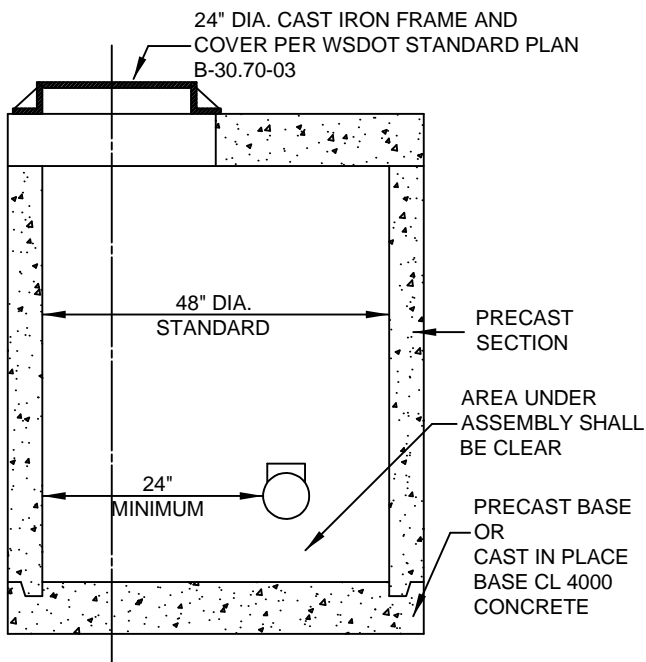 24" DIA. CAST IRON FRAME AND
COVER PER WSDOT STANDARD PLAN
B-30.70-03
48" DIA.
STANDARD
PRECAST
SECTION
AREA UNDER
ASSEMBLY SHALL
BE CLEAR
24"
MINIMUM
PRECAST BASE
OR
CAST IN PLACE
BASE CL 4000
CONCRETE